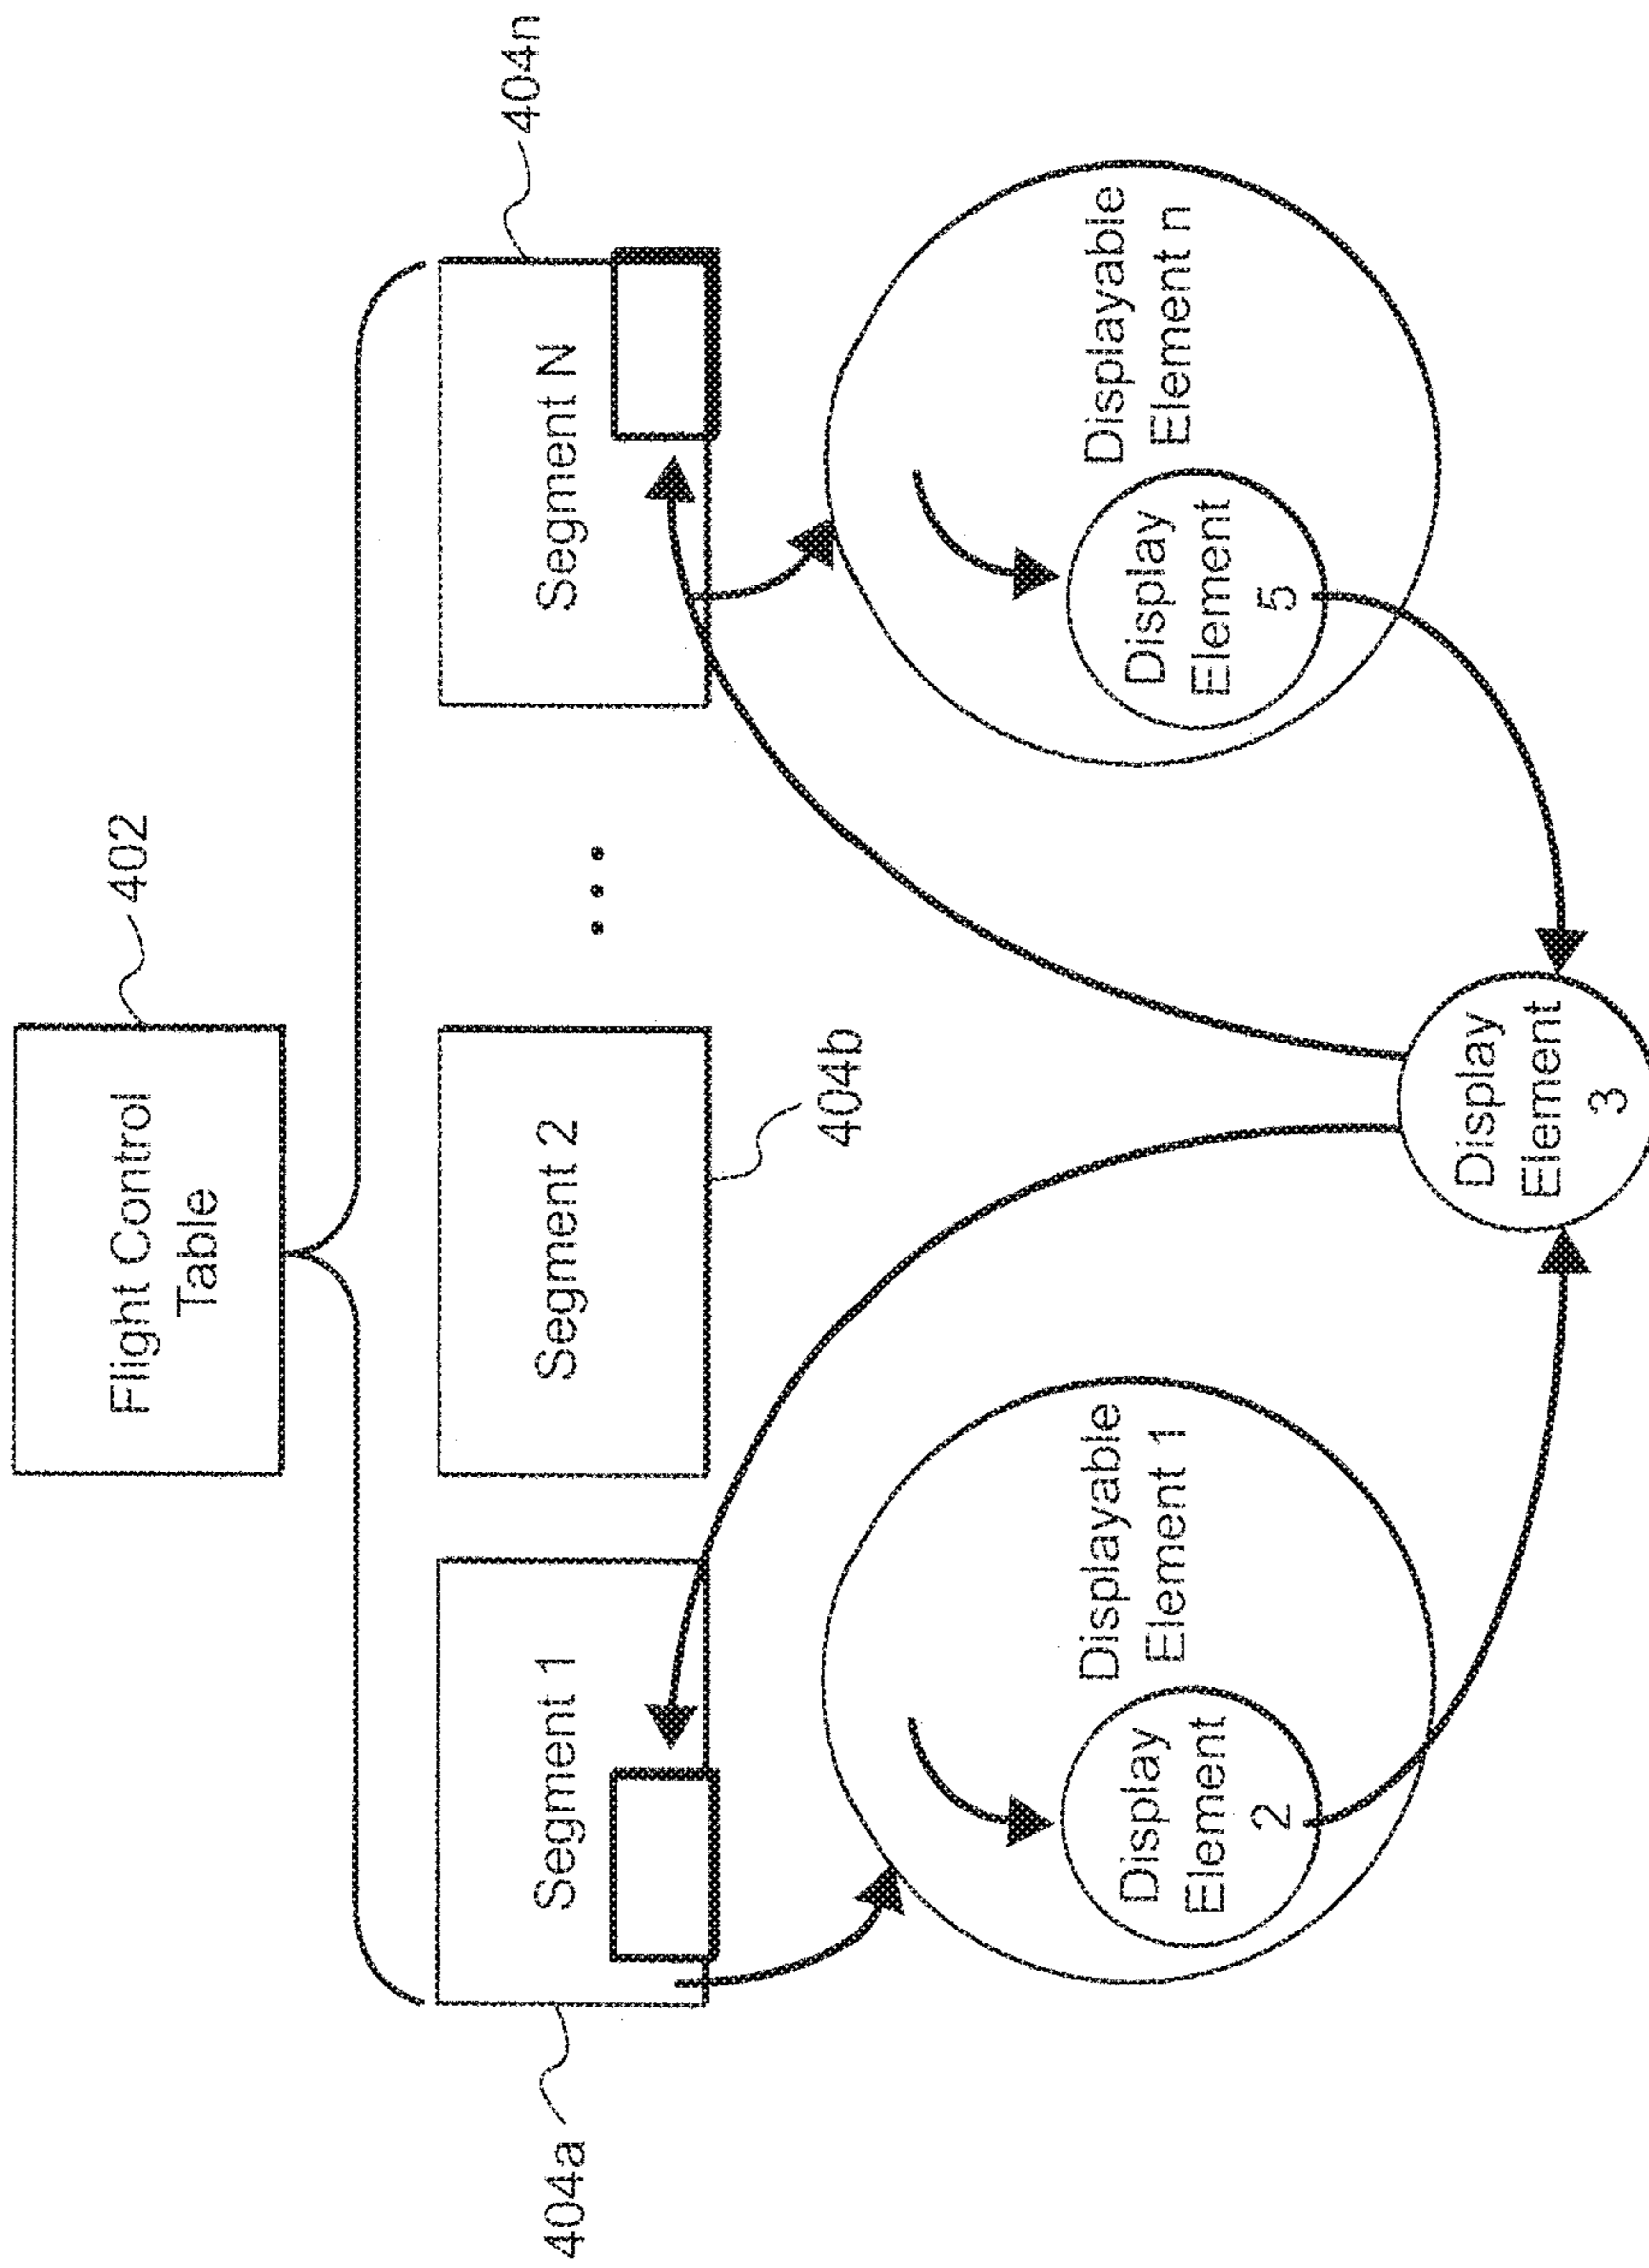 Flight Control
Table
402
404a
Segment 1
Segment 2
404b
Segment N
404n
Displayable
Element 1
Display
Element
2
Displayable
Element n
Display
Element
5
Display
Element
3